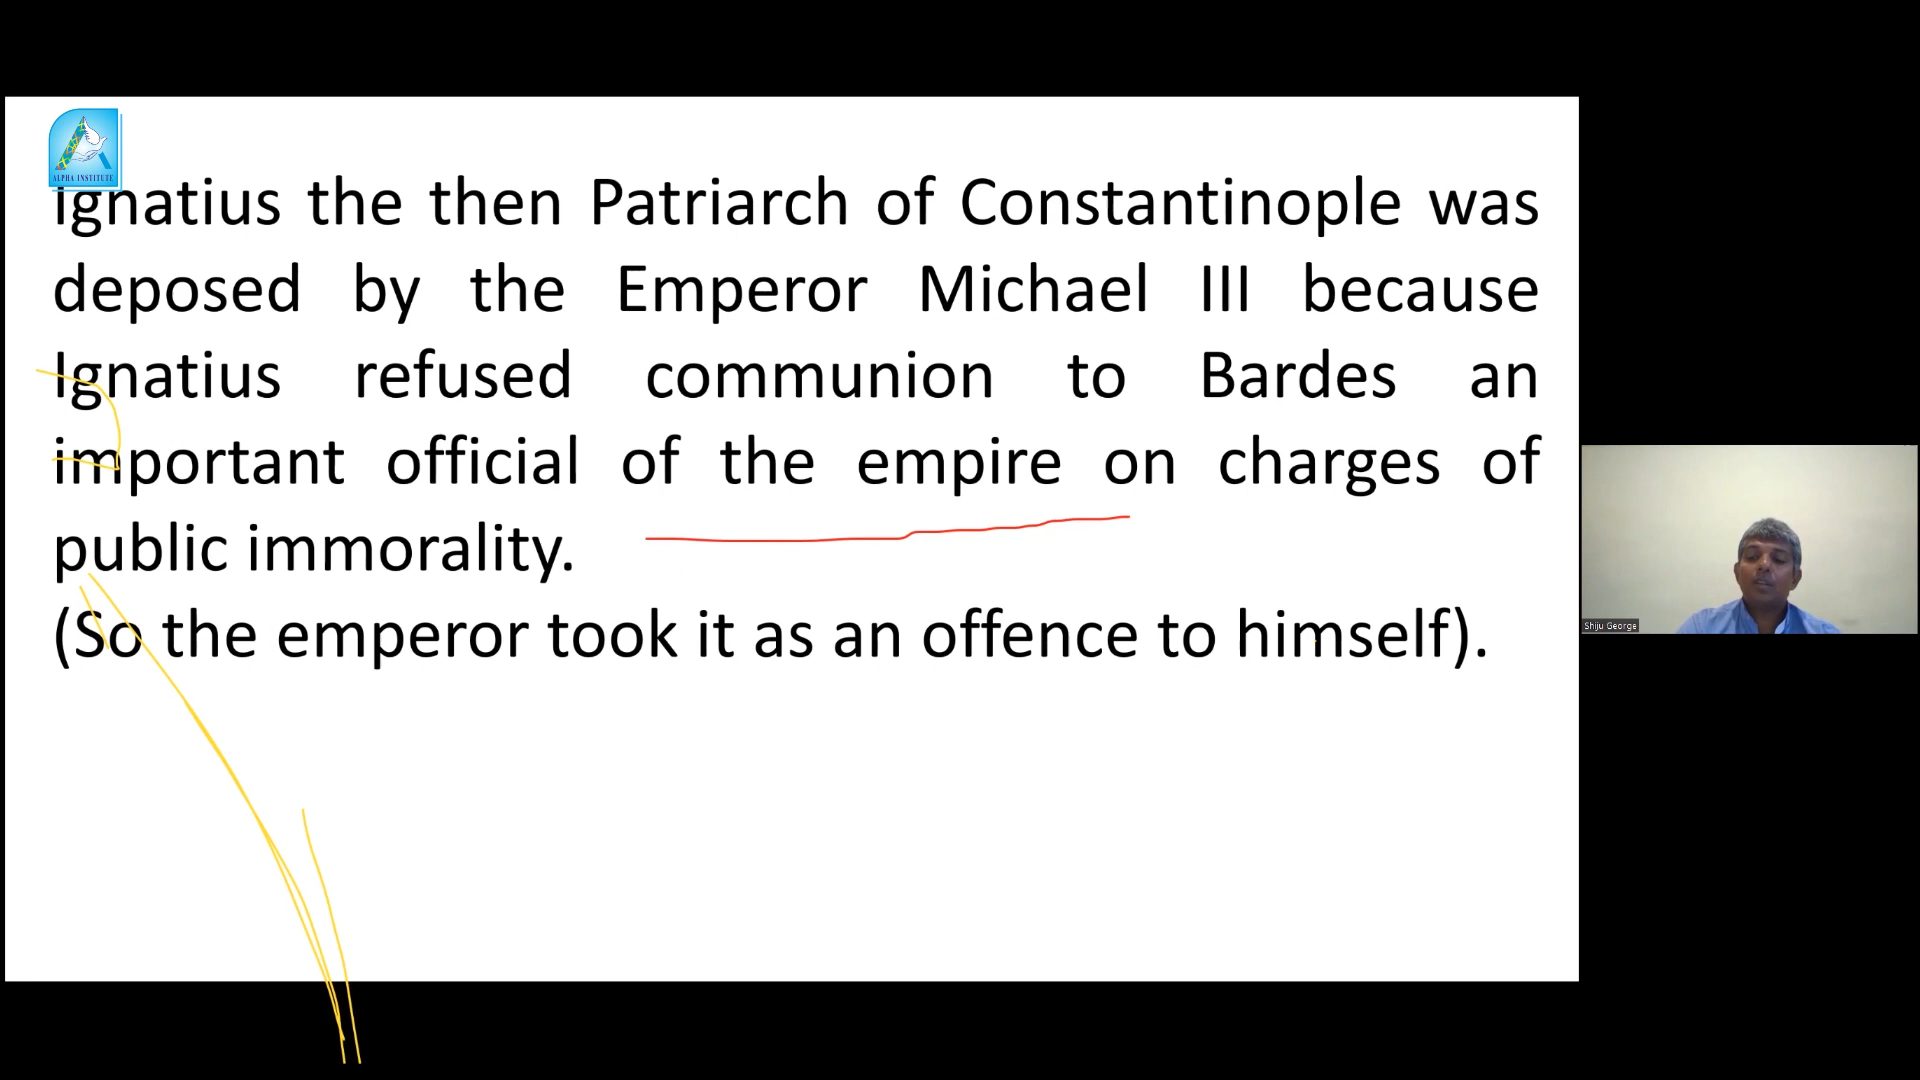 ALPHA INSTITUTE
Ignatius the then Patriarch of Constantinople was
deposed by the Emperor Michael III because
Ignatius refused communion to Bardes an
important official of the empire on charges of
public immorality.
(So the emperor took it as an offence to himself).
Shiju George